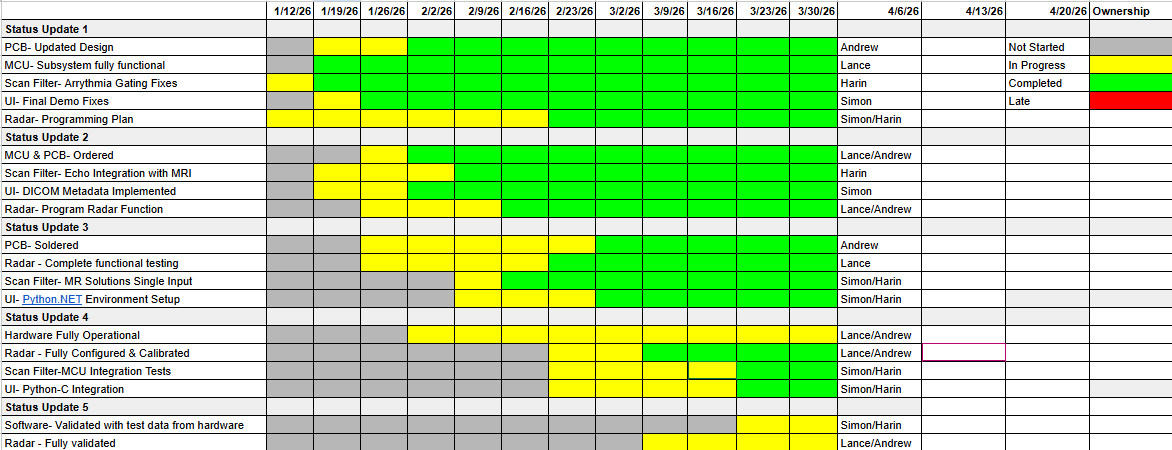 1/12/26 1/19/26 1/26/26 2/2/26 2/9/26 2/16/26 2/23/26 3/2/26 3/9/26 3/16/26 3/23/26 3/30/26 4/6/26 4/13/26 4/20/26 Ownership
Status Update 1
PCB- Updated Design Andrew Not Started
MCU- Subsystem fully functional Lance In Progress
Scan Filter- Arrythmia Gating Fixes Harin Completed
UI- Final Demo Fixes Simon Late
Radar- Programming Plan Simon/Harin
Status Update 2
MCU & PCB- Ordered Lance/Andrew
Scan Filter- Echo Integration with MRI Harin
UI- DICOM Metadata Implemented Simon
Radar- Program Radar Function Lance/Andrew
Status Update 3
PCB- Soldered Andrew
Radar - Complete functional testing Lance
Scan Filter- MR Solutions Single Input Simon/Harin
UI- Python.NET Environment Setup Simon/Harin
Status Update 4
Hardware Fully Operational Lance/Andrew
Radar - Fully Configured & Calibrated Lance/Andrew
Scan Filter-MCU Integration Tests Simon/Harin
UI- Python-C Integration Simon/Harin
Status Update 5
Software- Validated with test data from hardware Simon/Harin
Radar - Fully validated Lance/Andrew